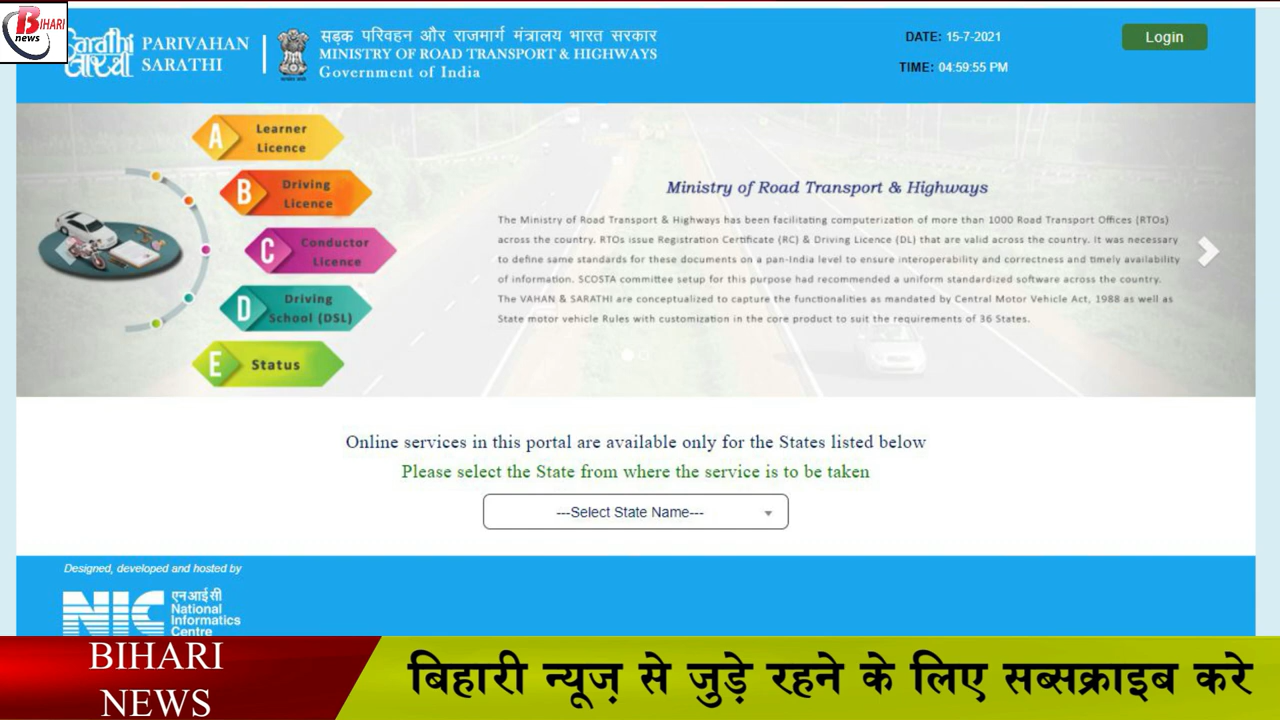 BIHARI
news
Sarathi
सारथी
PARIVAHAN
SARATHI
सड़क परिवहन और राजमार्ग मंत्रालय भारत सरकार
MINISTRY OF ROAD TRANSPORT & HIGHWAYS
Government of India
DATE: 15-7-2021
TIME: 04:59:55 PM
Login
A Learner
Licence
B Driving
Licence
C Conductor
Licence
D Driving
School (DSL)
E Status
Ministry of Road Transport & Highways
The Ministry of Road Transport & Highways has been facilitating computerization of more than 1000 Road Transport Offices (RTOs)
across the country. RTOs issue Registration Certificate (RC) & Driving Licence (DL) that are valid across the country. It was necessary
to define same standards for these documents on a pan-India level to ensure interoperability and correctness and timely availability
of information. SCOSTA committee setup for this purpose had recommended a uniform standardized software across the country.
The VAHAN & SARATHI are conceptualized to capture the functionalities as mandated by Central Motor Vehicle Act, 1988 as well as
State motor vehicle Rules with customization in the core product to suit the requirements of 36 States.
Online services in this portal are available only for the States listed below
Please select the State from where the service is to be taken
---Select State Name---
Designed, developed and hosted by
NIC
एन आई सी
National
Informatics
Centre
BIHARI
NEWS
बिहारी न्यूज़ से जुड़े रहने के लिए सब्सक्राइब करे